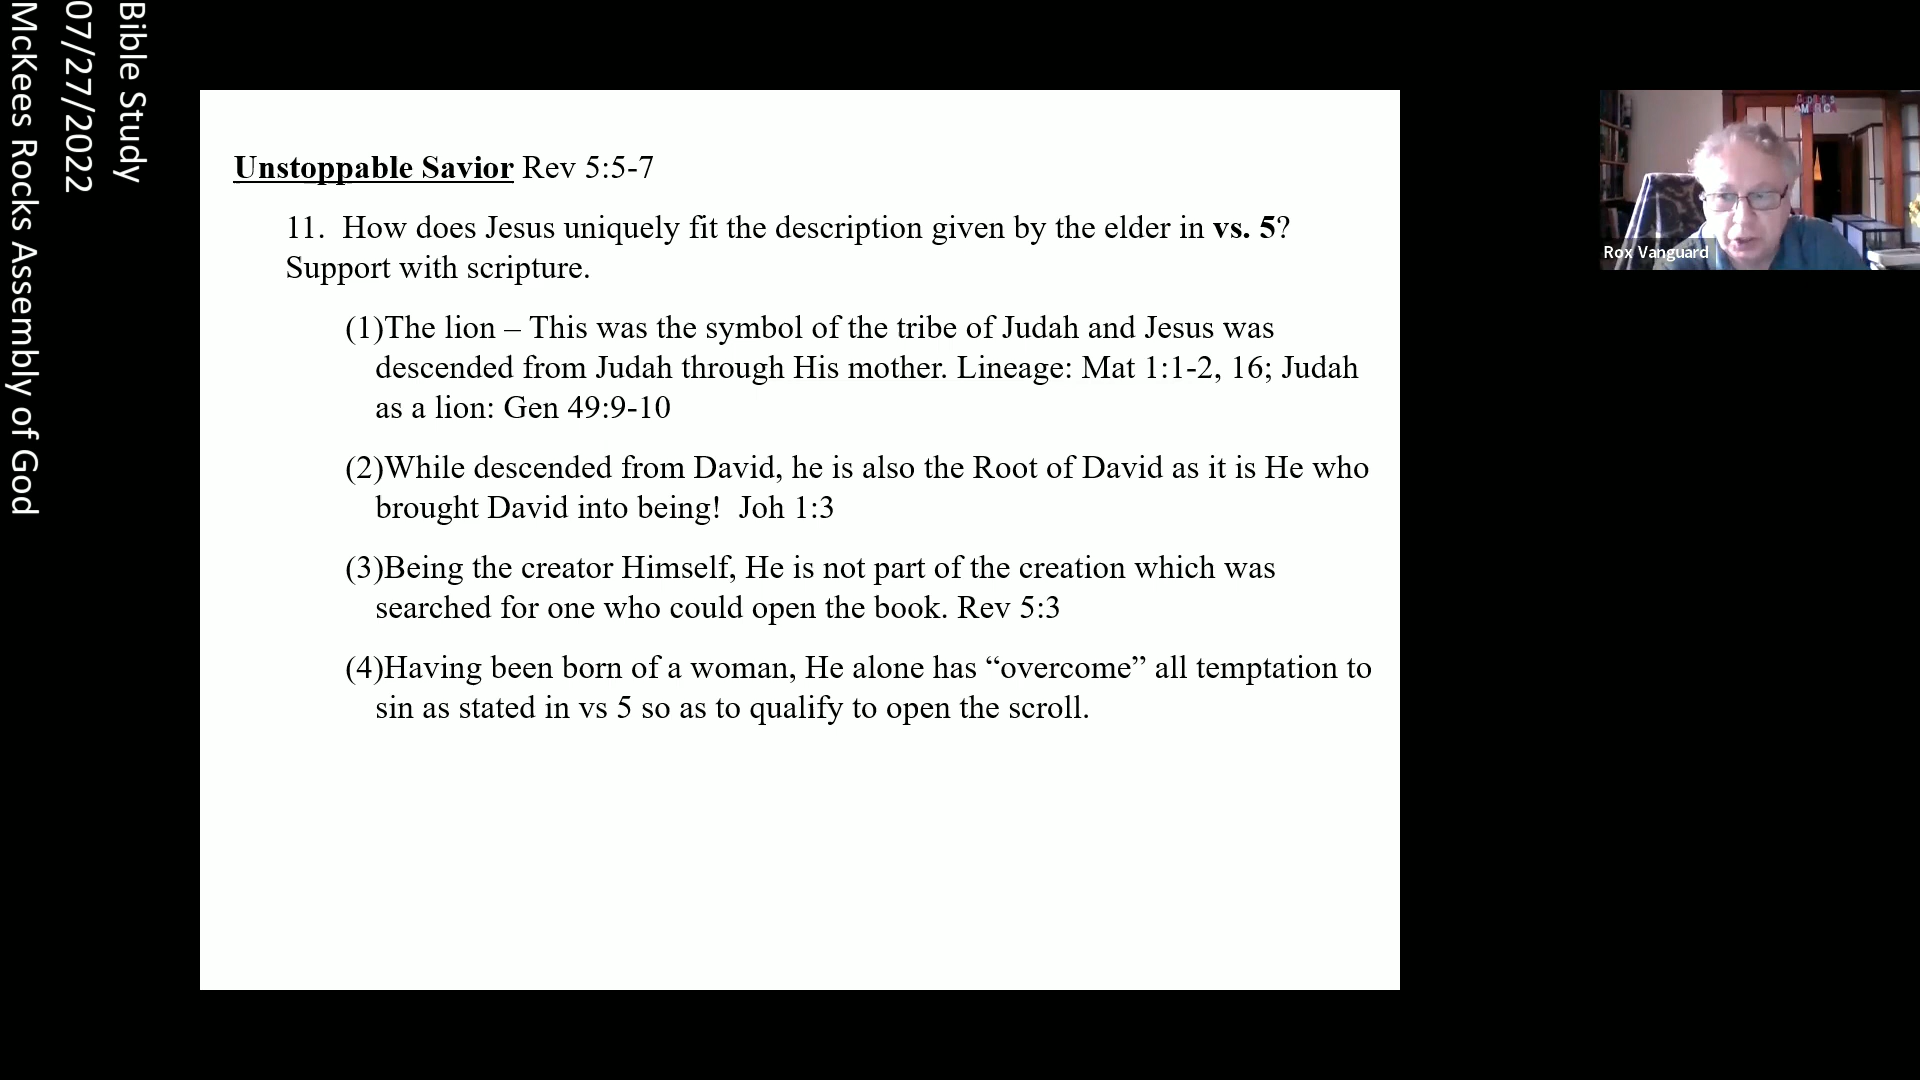 Bible Study
07/27/2022
McKees Rocks Assembly of God
Unstoppable Savior Rev 5:5-7
11. How does Jesus uniquely fit the description given by the elder in vs. 5?
Support with scripture.
(1)The lion – This was the symbol of the tribe of Judah and Jesus was
descended from Judah through His mother. Lineage: Mat 1:1-2, 16; Judah
as a lion: Gen 49:9-10
(2)While descended from David, he is also the Root of David as it is He who
brought David into being! Joh 1:3
(3)Being the creator Himself, He is not part of the creation which was
searched for one who could open the book. Rev 5:3
(4)Having been born of a woman, He alone has “overcome” all temptation to
sin as stated in vs 5 so as to qualify to open the scroll.
Rox Vanguard